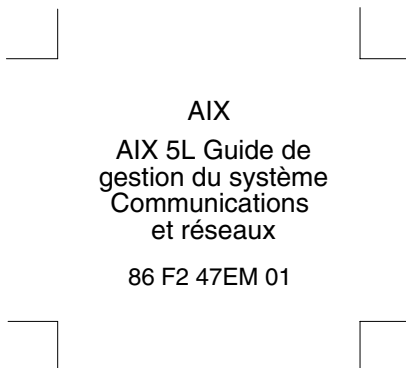 AIX
AIX 5L Guide de
gestion du système
Communications
et réseaux
86 F2 47EM 01